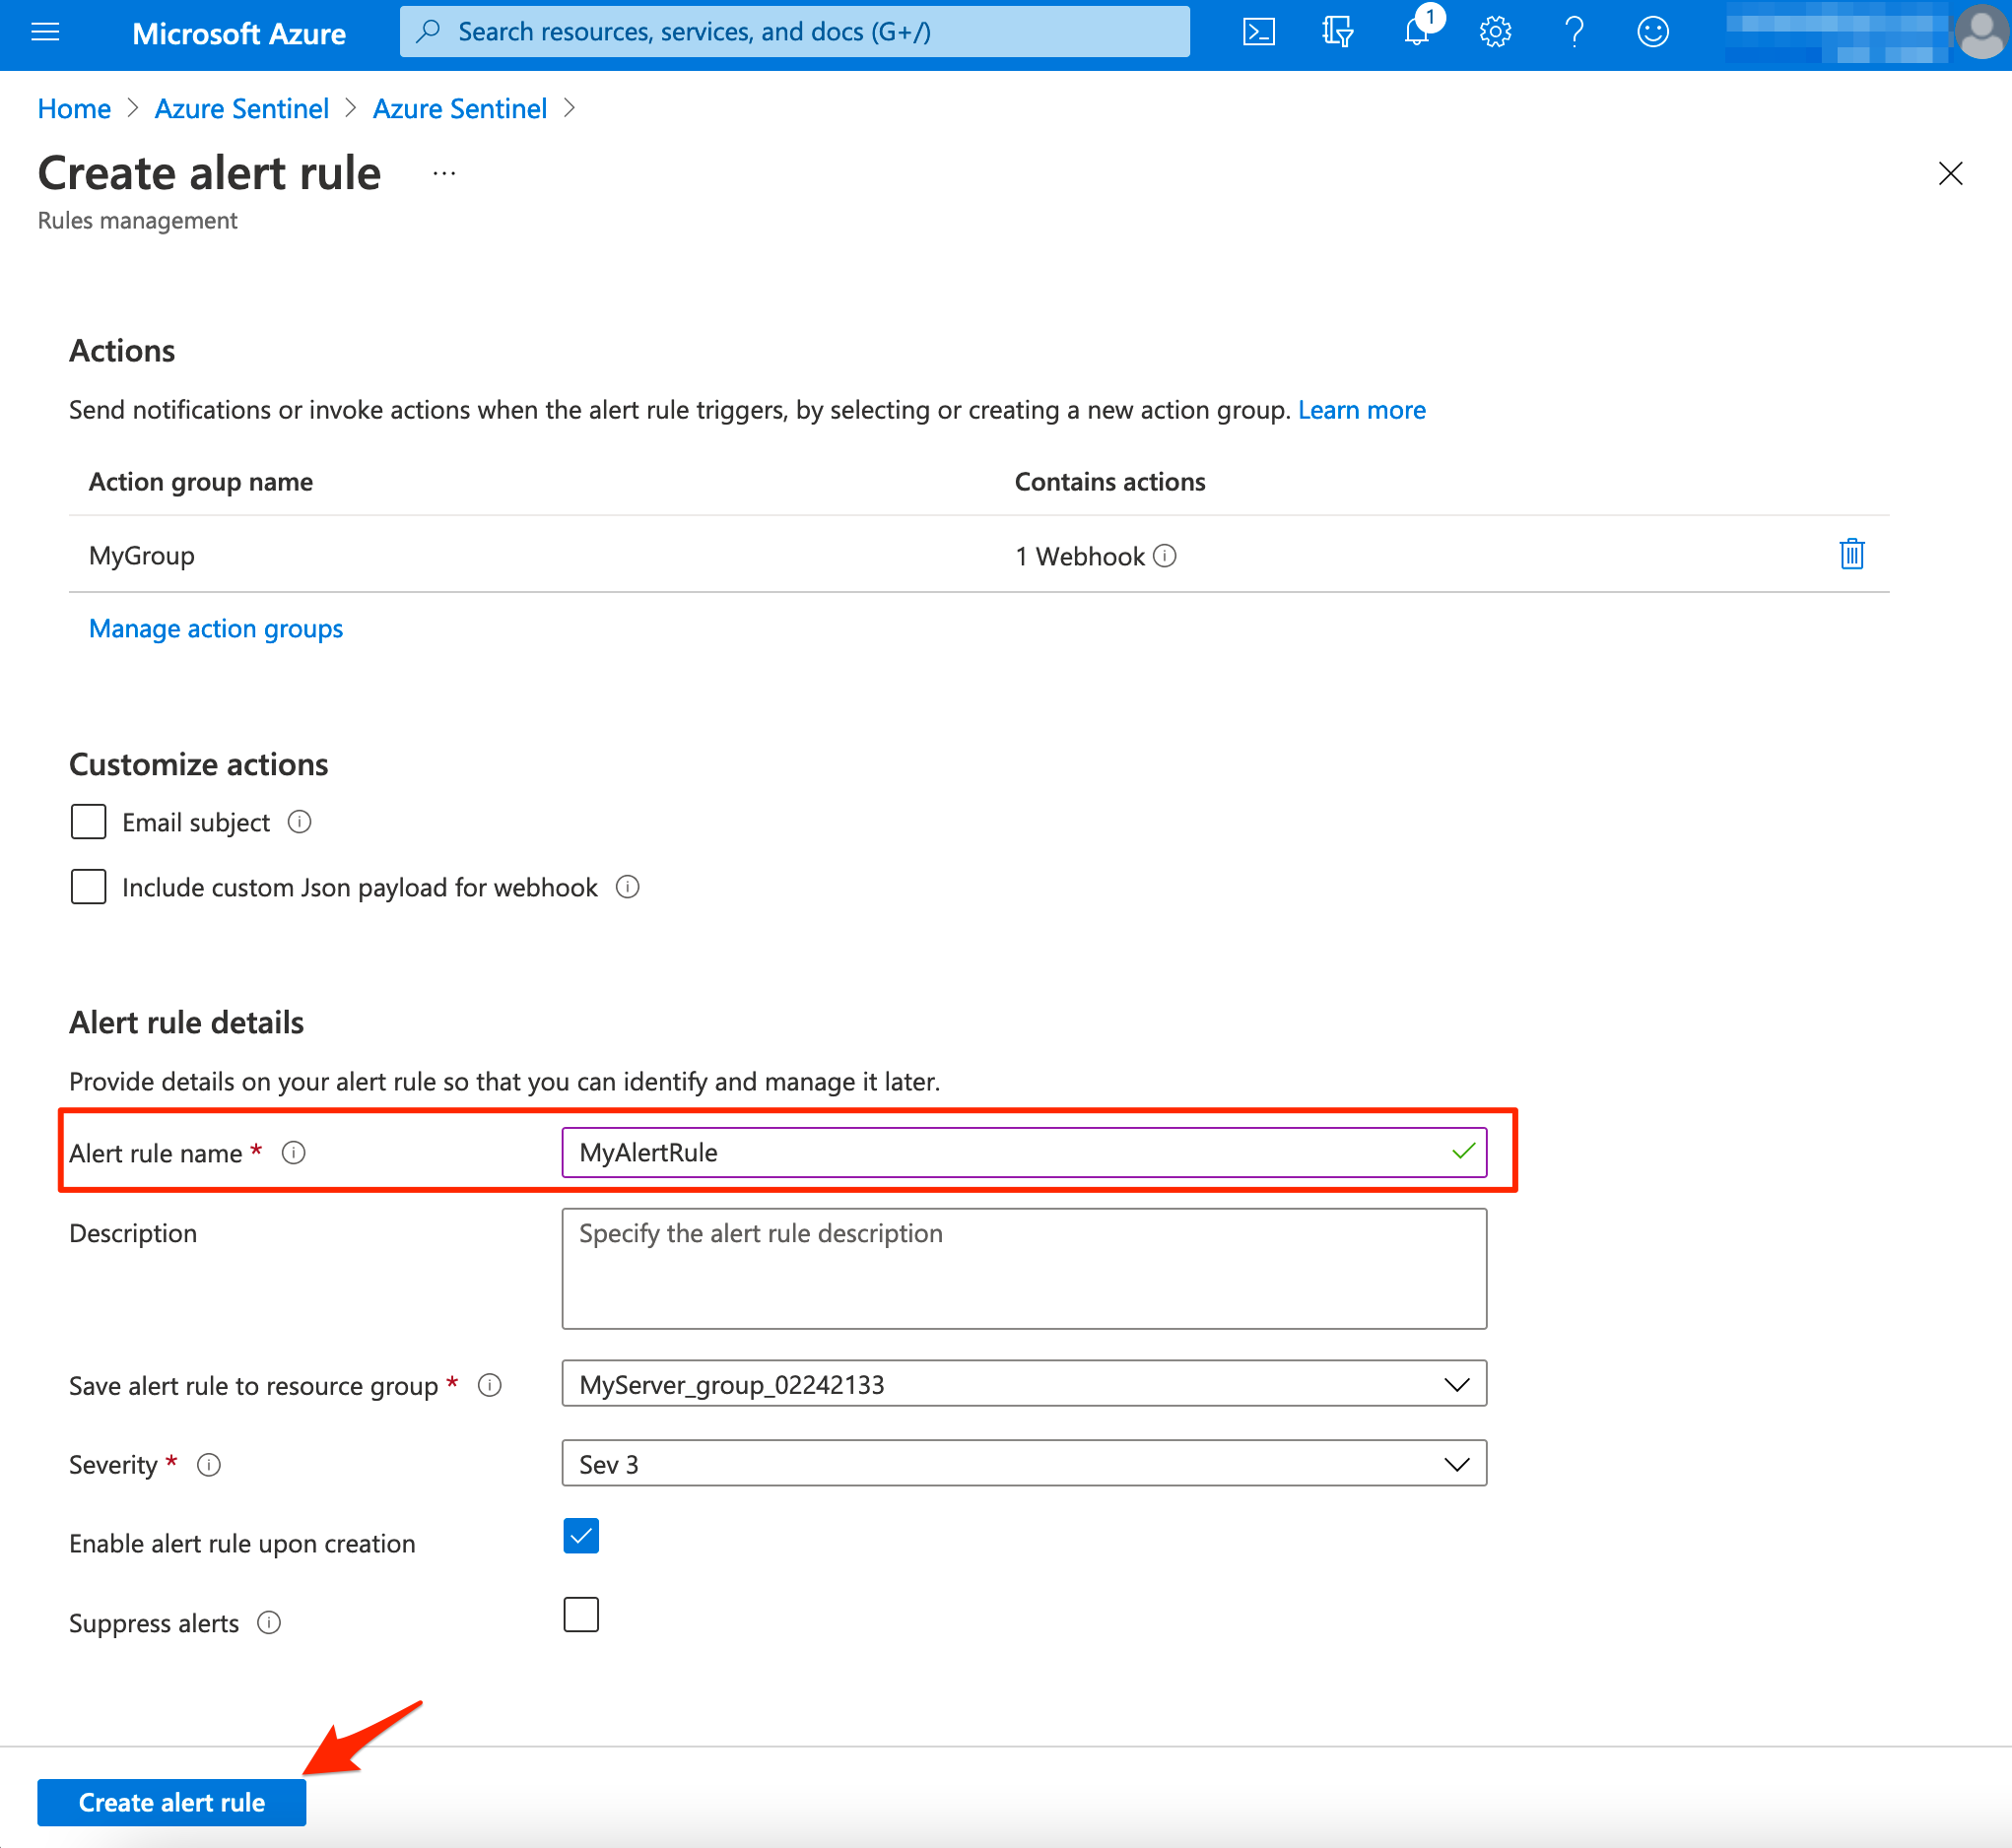 Microsoft Azure
Search resources, services, and docs (G+/)
1
Home > Azure Sentinel > Azure Sentinel >
Create alert rule ...
Rules management
Actions
Send notifications or invoke actions when the alert rule triggers, by selecting or creating a new action group. Learn more
Action group name Contains actions
MyGroup 1 Webhook
Manage action groups
Customize actions
Email subject
Include custom Json payload for webhook
Alert rule details
Provide details on your alert rule so that you can identify and manage it later.
Alert rule name * MyAlertRule
Description Specify the alert rule description
Save alert rule to resource group * MyServer_group_02242133
Severity * Sev 3
Enable alert rule upon creation
Suppress alerts
Create alert rule